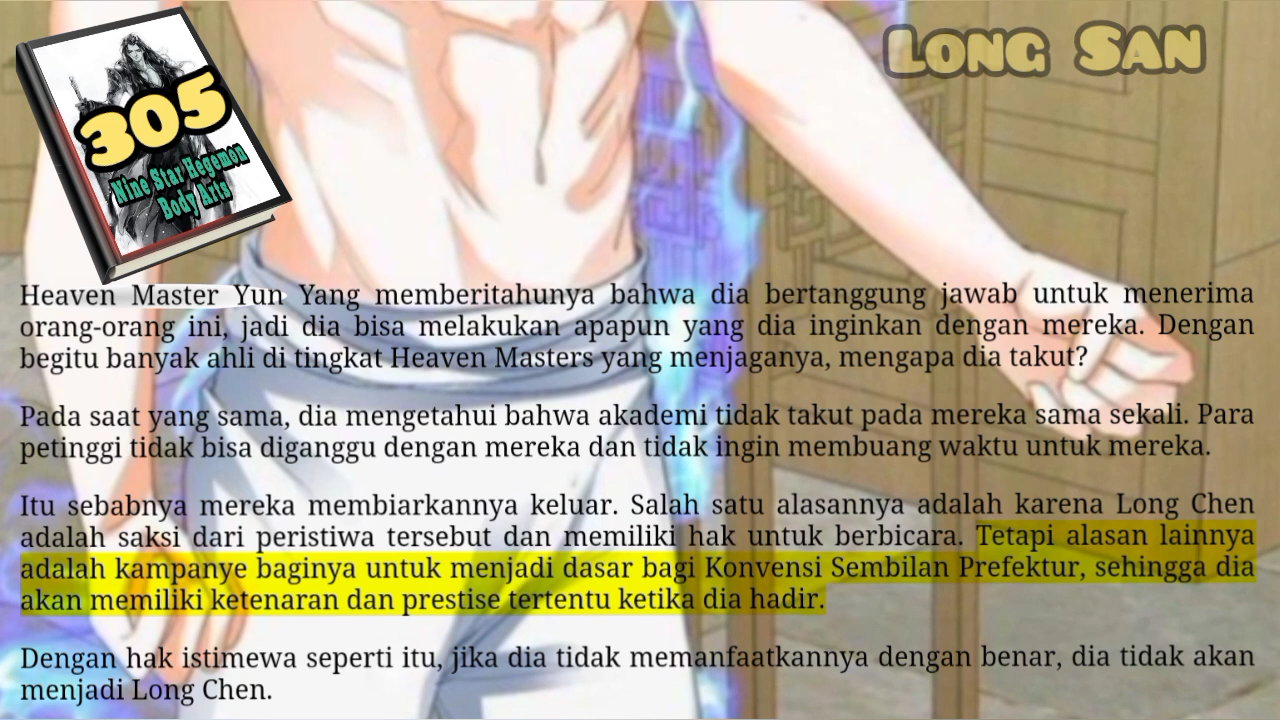 LONG SAN
305
Nine Star Hegemon
Body Arts
Heaven Master Yun Yang memberitahunya bahwa dia bertanggung jawab untuk menerima
orang-orang ini, jadi dia bisa melakukan apapun yang dia inginkan dengan mereka. Dengan
begitu banyak ahli di tingkat Heaven Masters yang menjaganya, mengapa dia takut?
Pada saat yang sama, dia mengetahui bahwa akademi tidak takut pada mereka sama sekali. Para
petinggi tidak bisa diganggu dengan mereka dan tidak ingin membuang waktu untuk mereka.
Itu sebabnya mereka membiarkannya keluar. Salah satu alasannya adalah karena Long Chen
adalah saksi dari peristiwa tersebut dan memiliki hak untuk berbicara. Tetapi alasan lainnya
adalah kampanye baginya untuk menjadi dasar bagi Konvensi Sembilan Prefektur, sehingga dia
akan memiliki ketenaran dan prestise tertentu ketika dia hadir.
Dengan hak istimewa seperti itu, jika dia tidak memanfaatkannya dengan benar, dia tidak akan
menjadi Long Chen.